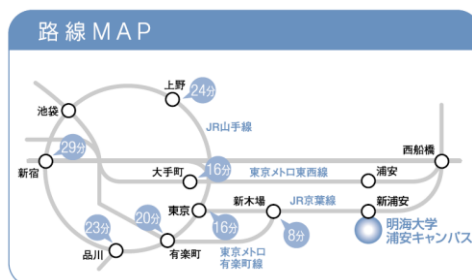 路線MAP
上野
24分
池袋
JR山手線
29分
新宿
大手町
16分
東京メトロ東西線
浦安
西船橋
東京
16分
新木場
JR京葉線
新浦安
8分
23分
品川
20分
有楽町
東京メトロ
有楽町線
明海大学
浦安キャンパス